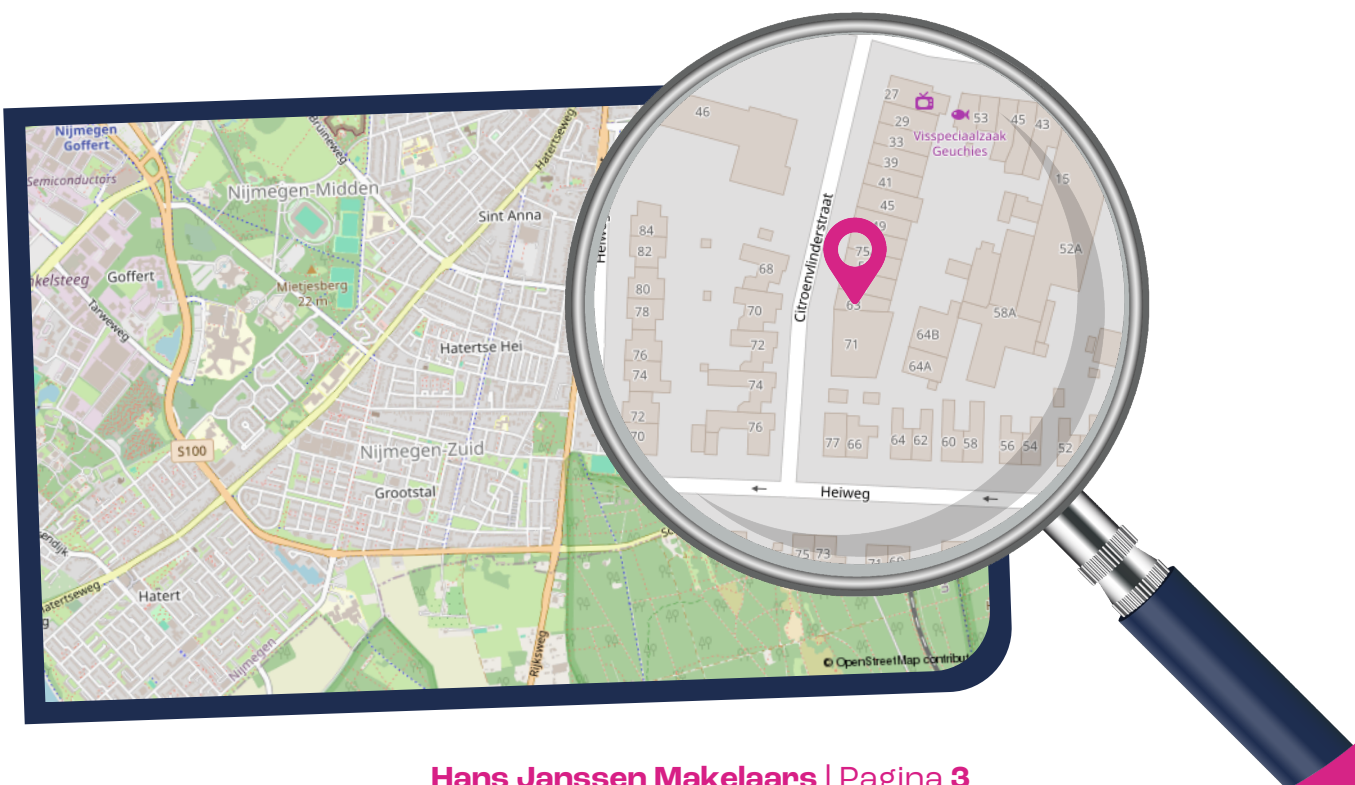 Nijmegen
Goffert
Semiconductors
Bruineweg
Hatertseweg
Nijmegen-Midden
Sint Anna
Goffert
Mietjesberg
22 m
Tarweweg
Hatertse Hei
S100
Nijmegen-Zuid
Grootstal
Hatert
Nijmegen
Rijksweg
© OpenStreetMap
46
27
29
33
39
41
45
75
63
71
53
45
43
Visspeciaalzaak
Geuchies
15
52A
58A
64B
64A
84
82
80
78
76
74
72
70
68
70
72
74
76
Citroenvlinderstraat
77
66
64
62
60
58
56
54
52
Heiweg
75
73
71
69
Hans Janssen Makelaars | Pagina 3